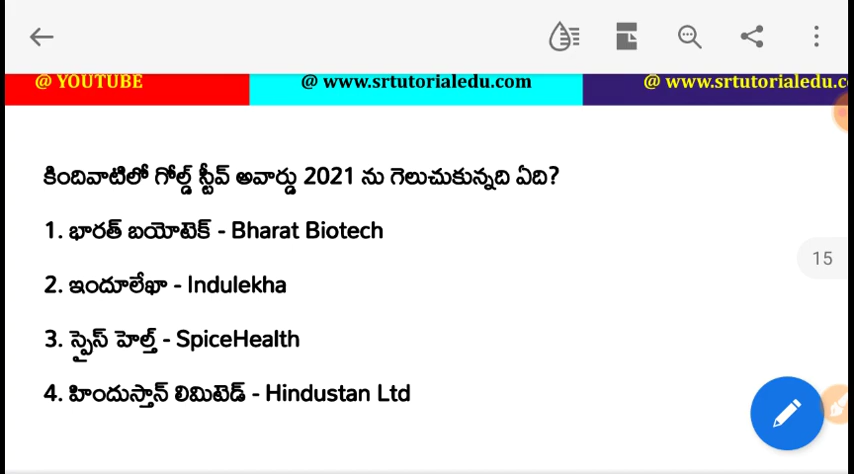 @ YOUTUBE @ www.srtutorialedu.com @ www.srtutorialedu.c
కిందివాటిలో గోల్డ్ స్టీవ్ అవార్డు 2021 ను గెలుచుకున్నది ఏది?
1. భారత్ బయోటెక్ - Bharat Biotech
2. ఇందూలేఖా - Indulekha
15
3. స్పైస్ హెల్త్ - SpiceHealth
4. హిందుస్తాన్ లిమిటెడ్ - Hindustan Ltd